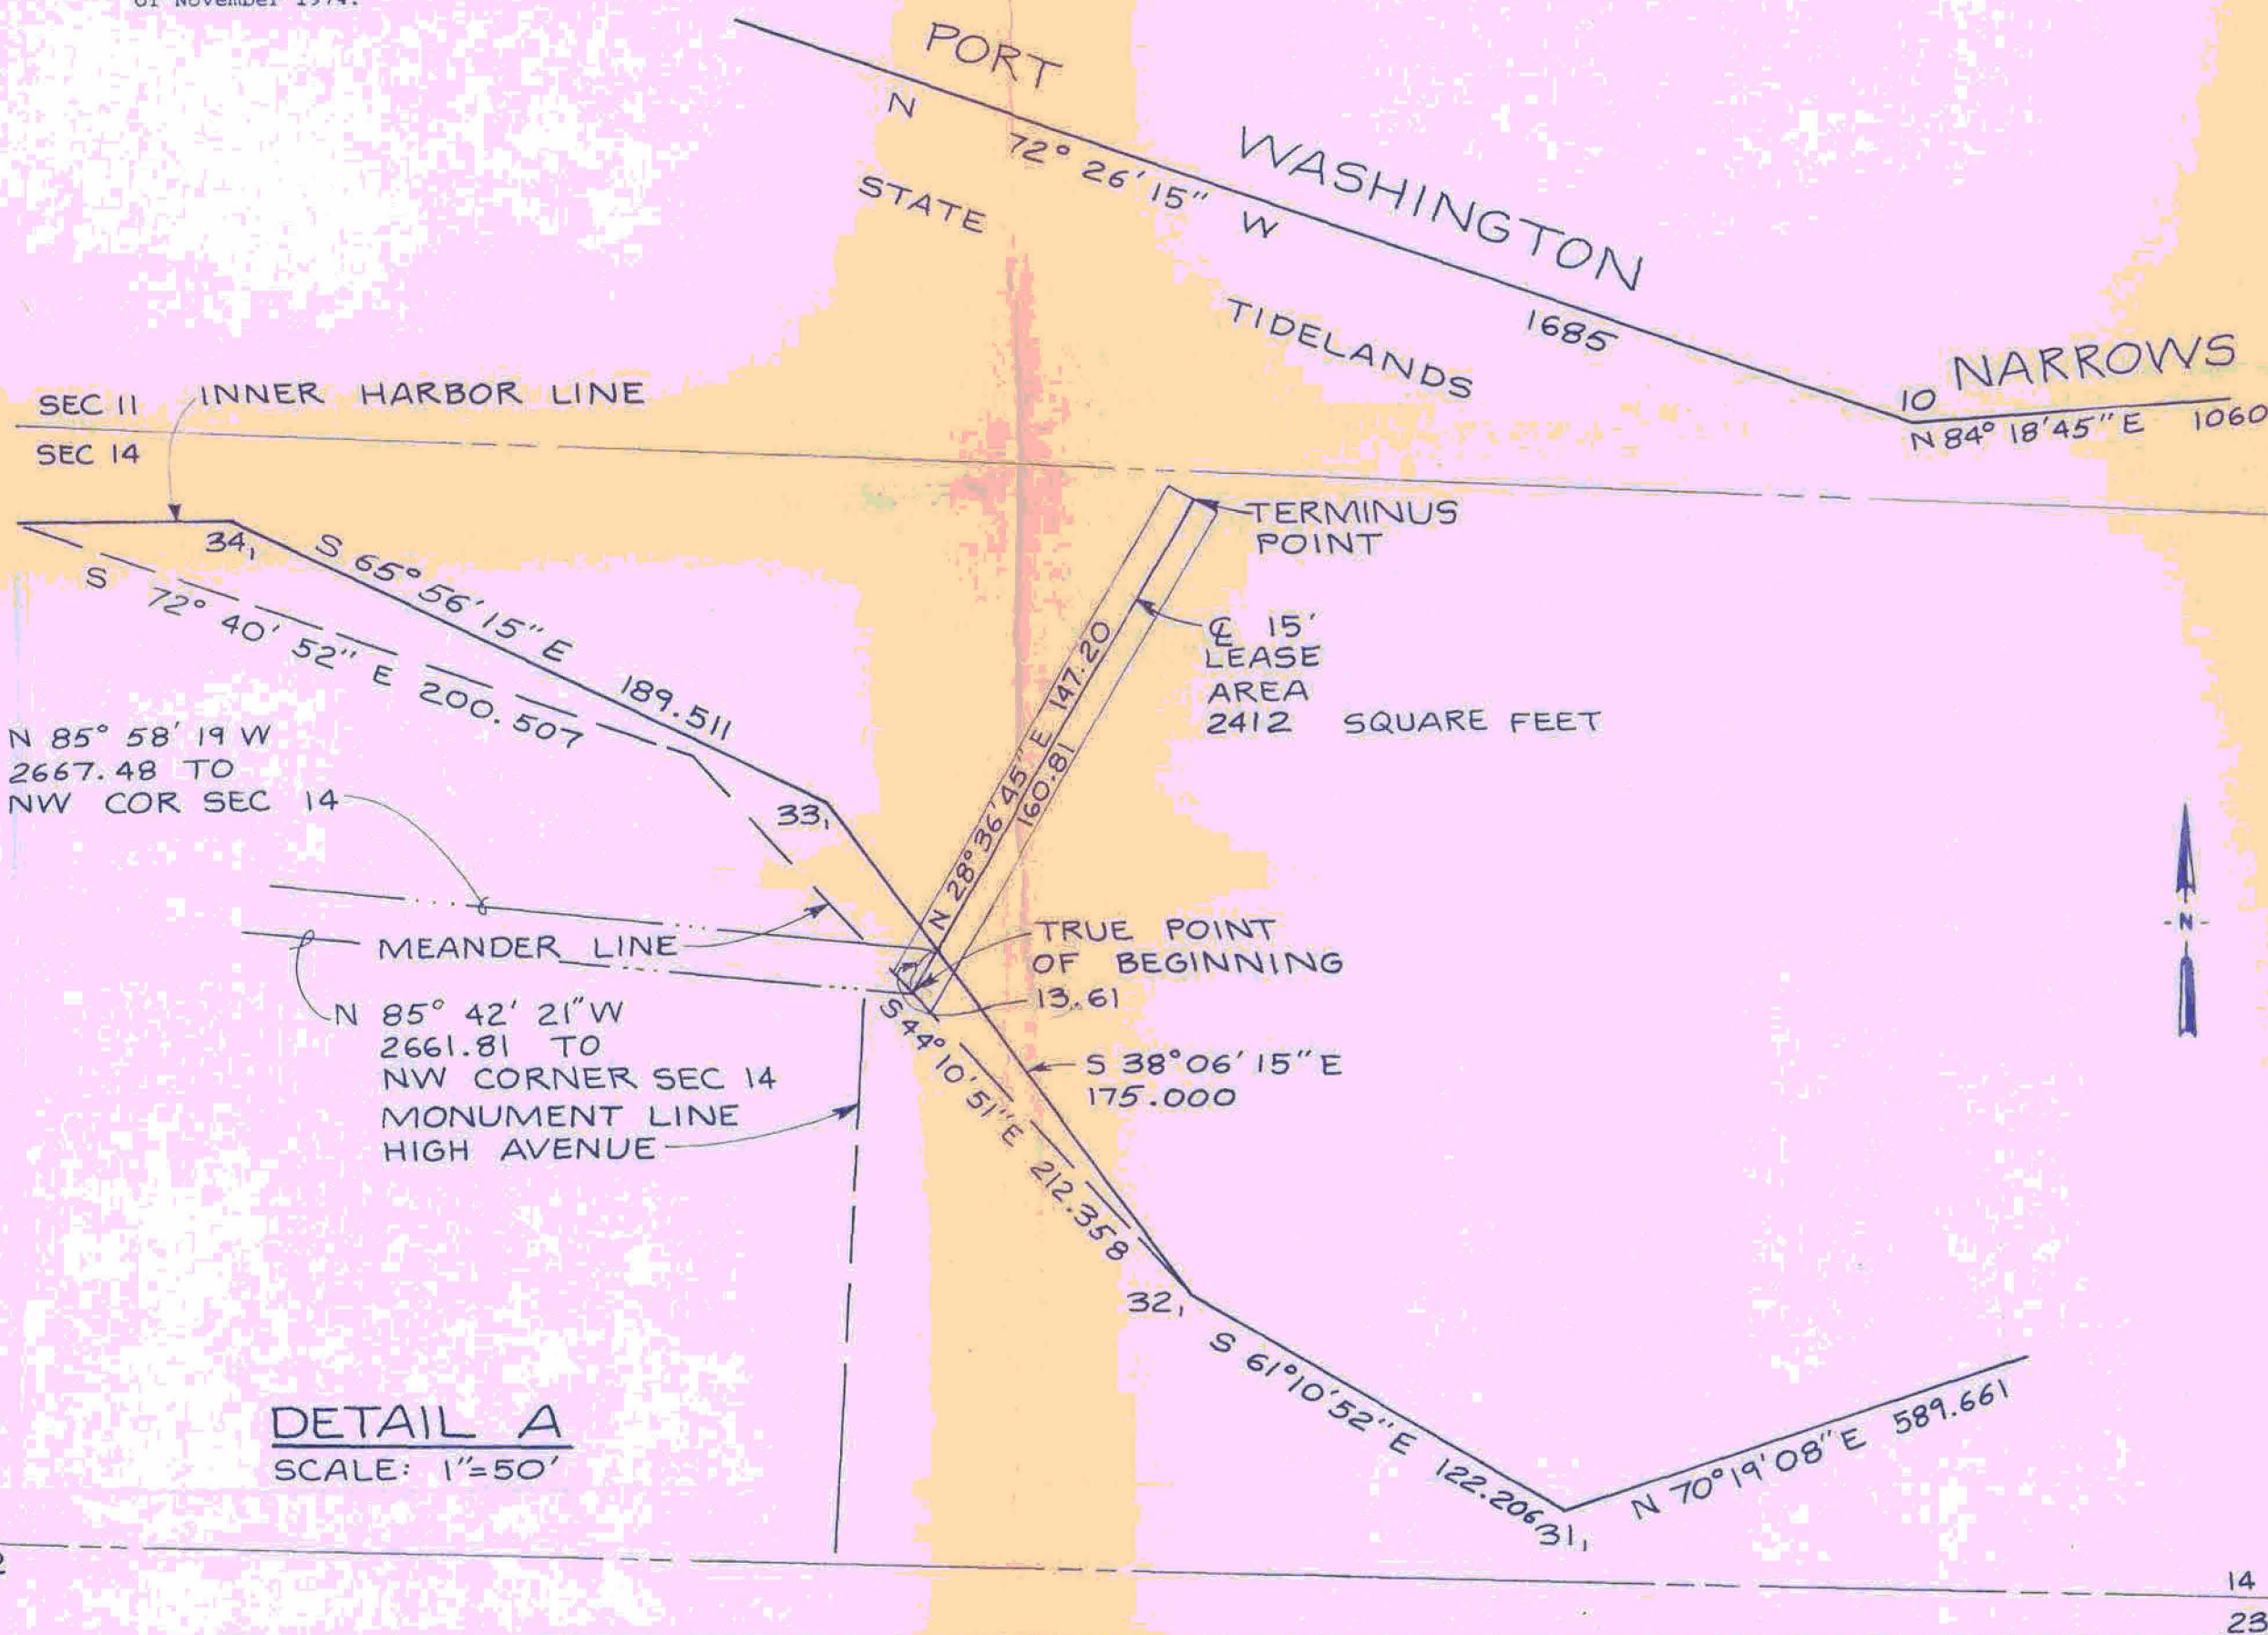 of November 1974.
PORT
WASHINGTON
NARROWS
N 72° 26' 15" W 1685
STATE
TIDELANDS
10
N 84° 18' 45" E 1060
SEC 11
INNER HARBOR LINE
SEC 14
34,
S 65° 56' 15" E 189.511
S 72° 40' 52" E 200.507
TERMINUS
POINT
℄ 15'
LEASE
AREA
2412 SQUARE FEET
N 28° 36' 45" E 147.20
160.81
N 85° 58' 19 W
2667.48 TO
NW COR SEC 14
33,
MEANDER LINE
TRUE POINT
OF BEGINNING
13.61
N 85° 42' 21" W
2661.81 TO
NW CORNER SEC 14
MONUMENT LINE
HIGH AVENUE
S 44° 10' 51" E 212.358
S 38° 06' 15" E
175.000
32,
S 61° 10' 52" E 122.206
31,
N 70° 19' 08" E 589.661
DETAIL A
SCALE: 1"=50'
-N-
14
23